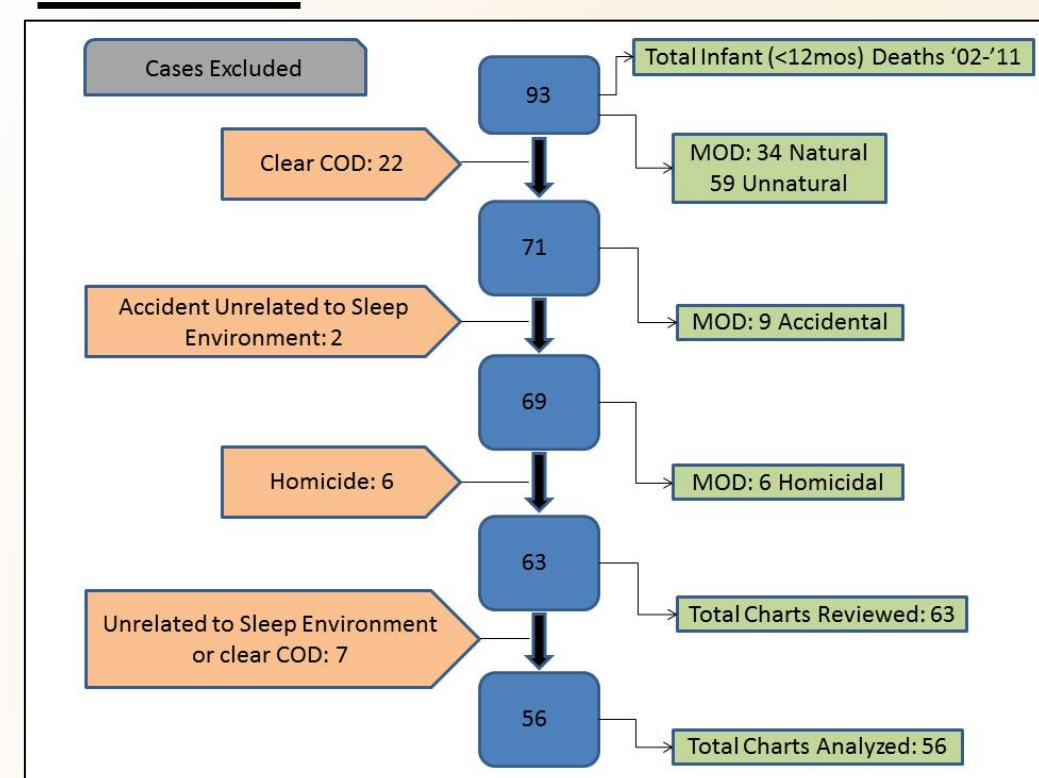 Cases Excluded
Total Infant (<12mos) Deaths ‘02-’11
93
MOD: 34 Natural
59 Unnatural
Clear COD: 22
71
Accident Unrelated to Sleep
Environment: 2
MOD: 9 Accidental
69
Homicide: 6
MOD: 6 Homicidal
63
Total Charts Reviewed: 63
Unrelated to Sleep Environment
or clear COD: 7
56
Total Charts Analyzed: 56